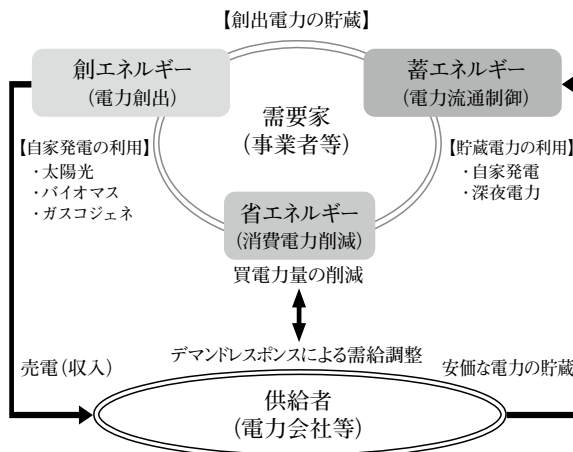 【創出電力の貯蔵】
創エネルギー
(電力創出)
蓄エネルギー
(電力流通制御)
需要家
(事業者等)
【自家発電の利用】
・太陽光
・バイオマス
・ガスコジェネ
【貯蔵電力の利用】
・自家発電
・深夜電力
省エネルギー
(消費電力削減)
買電力量の削減
デマンドレスポンスによる需給調整
売電(収入)
安価な電力の貯蔵
供給者
(電力会社等)